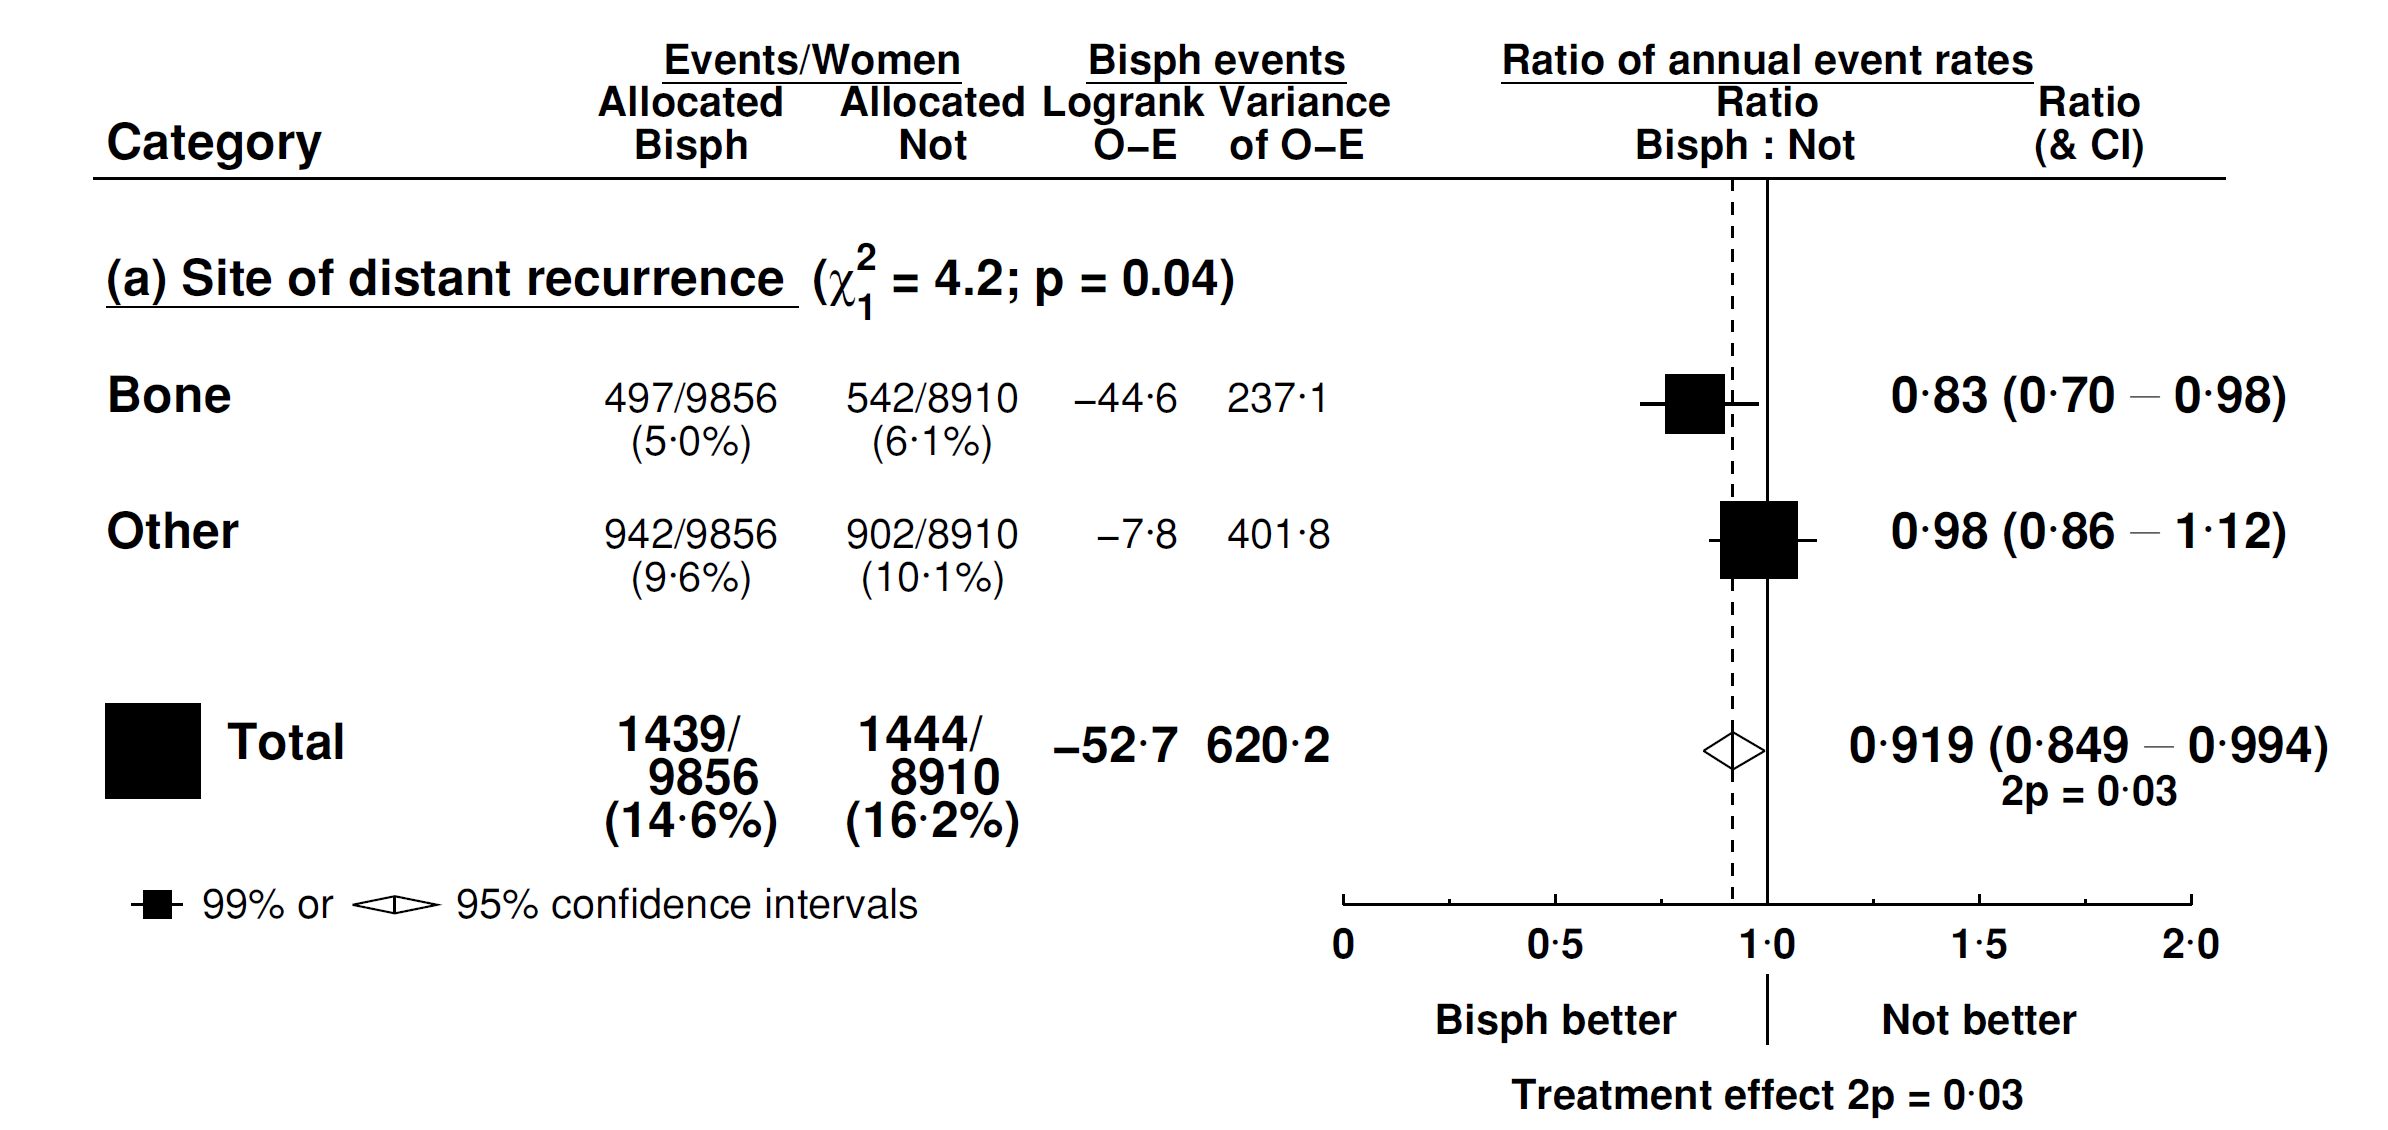 Events/Women Bisph events Ratio of annual event rates
Allocated Allocated Logrank Variance Ratio Ratio
Category Bisph Not O–E of O–E Bisph : Not (& CI)
(a) Site of distant recurrence (χ²₁ = 4.2; p = 0.04)
Bone 497/9856 542/8910 –44·6 237·1 0·83 (0·70 – 0·98)
(5·0%) (6·1%)
Other 942/9856 902/8910 –7·8 401·8 0·98 (0·86 – 1·12)
(9·6%) (10·1%)
Total 1439/ 1444/ –52·7 620·2 0·919 (0·849 – 0·994)
9856 8910 2p = 0·03
(14·6%) (16·2%)
99% or 95% confidence intervals
0 0·5 1·0 1·5 2·0
Bisph better Not better
Treatment effect 2p = 0·03